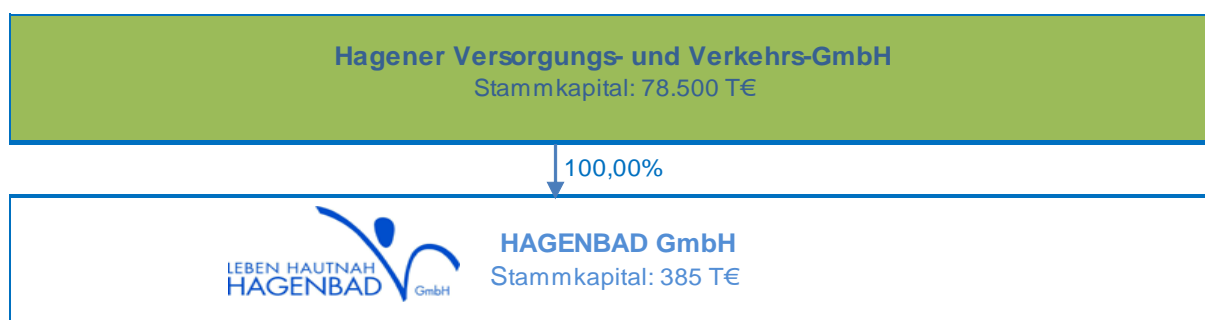 Hagener Versorgungs- und Verkehrs-GmbH
Stammkapital: 78.500 T€
100,00%
LEBEN HAUTNAH
HAGENBAD GmbH
HAGENBAD GmbH
Stammkapital: 385 T€